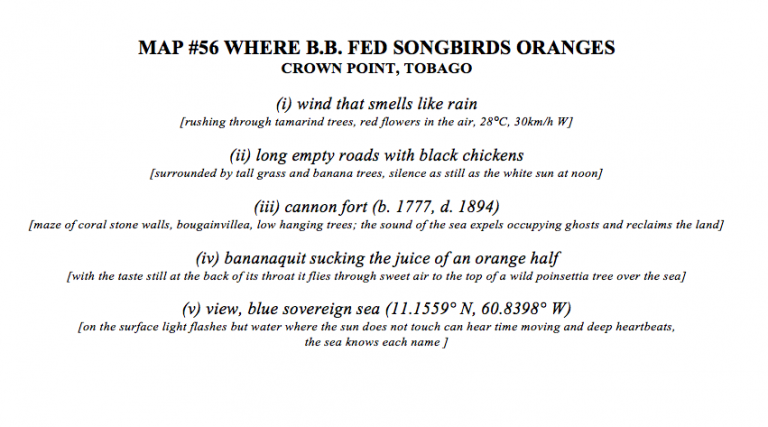 MAP #56 WHERE B.B. FED SONGBIRDS ORANGES
CROWN POINT, TOBAGO
(i) wind that smells like rain
[rushing through tamarind trees, red flowers in the air, 28°C, 30km/h W]
(ii) long empty roads with black chickens
[surrounded by tall grass and banana trees, silence as still as the white sun at noon]
(iii) cannon fort (b. 1777, d. 1894)
[maze of coral stone walls, bougainvillea, low hanging trees; the sound of the sea expels occupying ghosts and reclaims the land]
(iv) bananaquit sucking the juice of an orange half
[with the taste still at the back of its throat it flies through sweet air to the top of a wild poinsettia tree over the sea]
(v) view, blue sovereign sea (11.1559° N, 60.8398° W)
[on the surface light flashes but water where the sun does not touch can hear time moving and deep heartbeats,
the sea knows each name ]